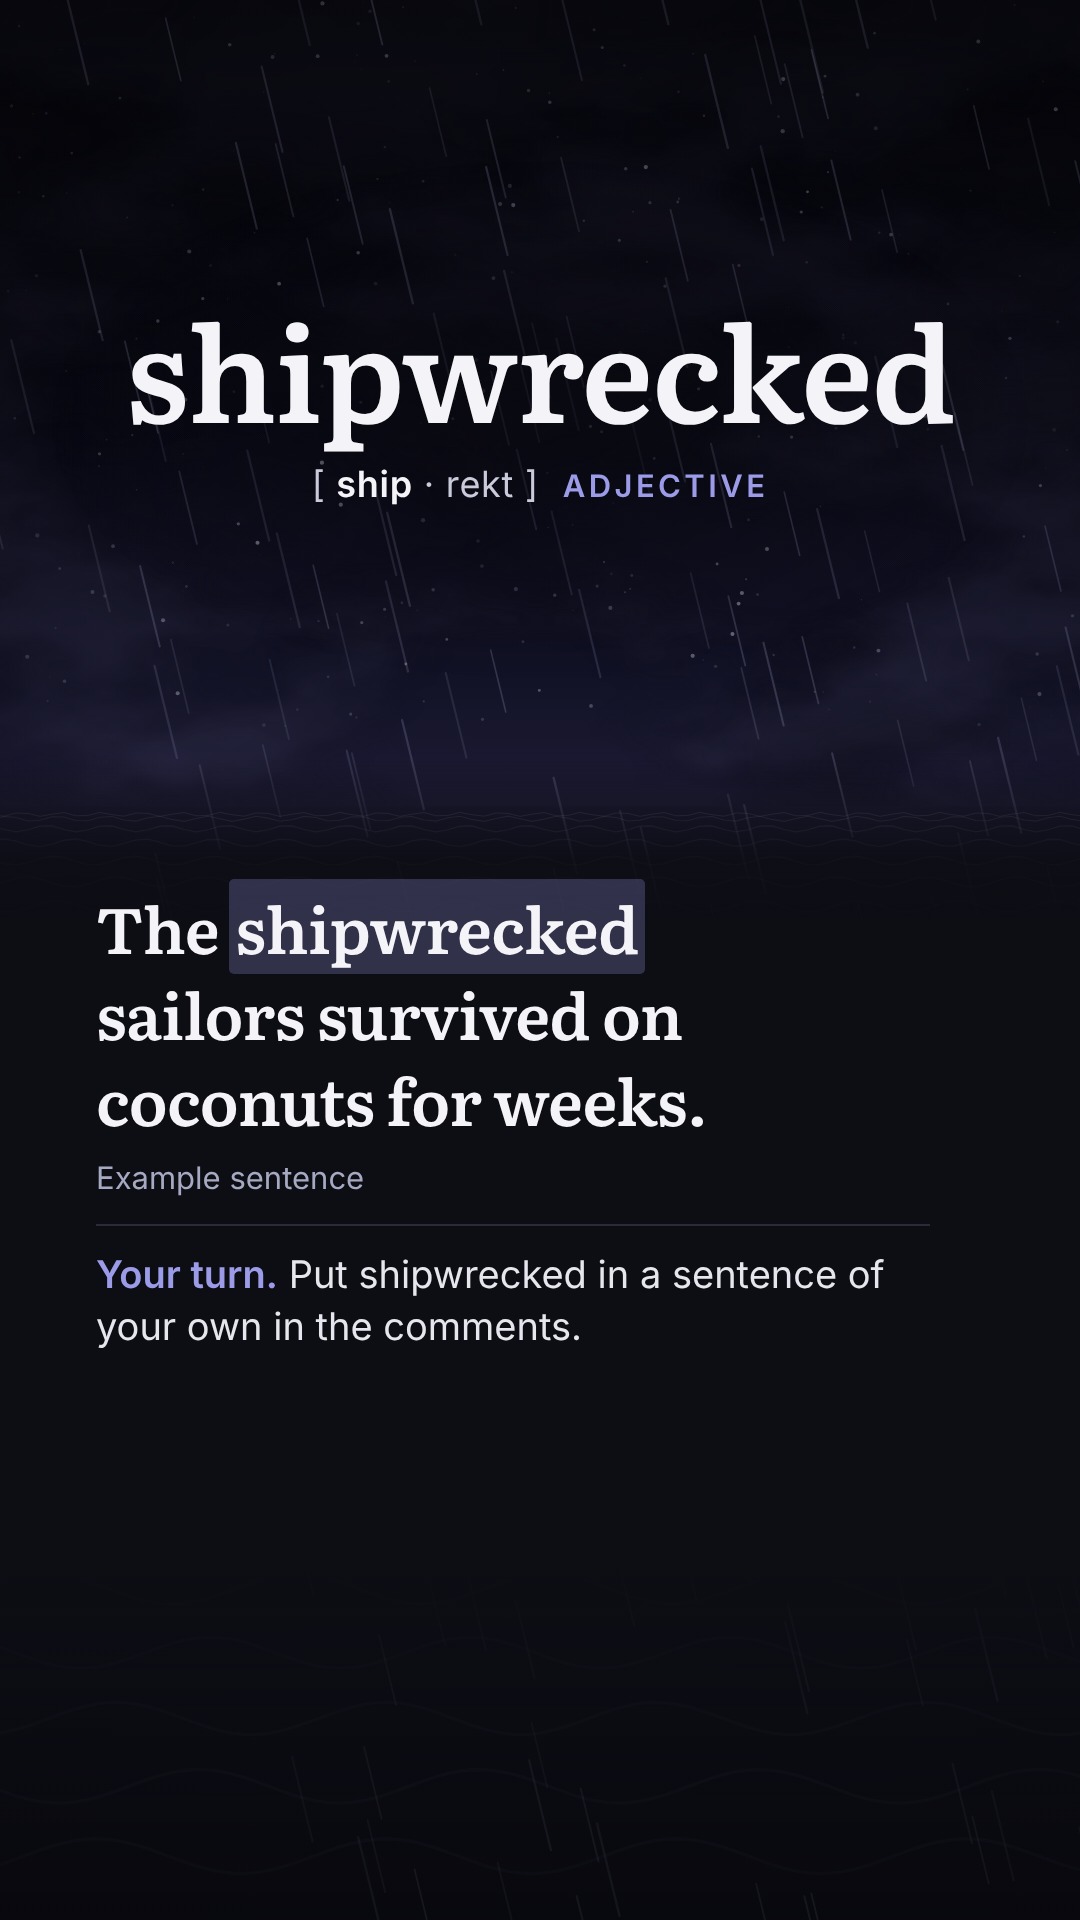 shipwrecked
[ ship · rekt ] ADJECTIVE
The shipwrecked
sailors survived on
coconuts for weeks.
Example sentence
Your turn. Put shipwrecked in a sentence of
your own in the comments.